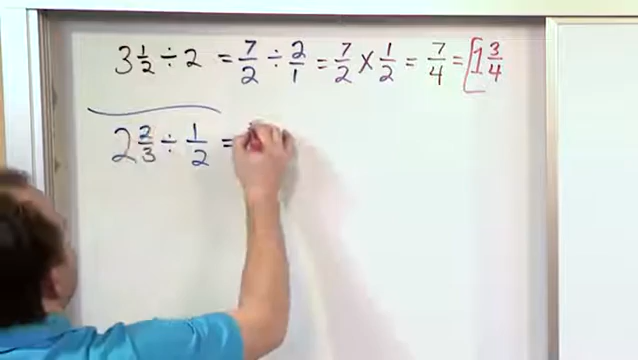 3 1/2 ÷ 2 = 7/2 ÷ 2/1 = 7/2 × 1/2 = 7/4 = [1 3/4
2 2/3 ÷ 1/2 =